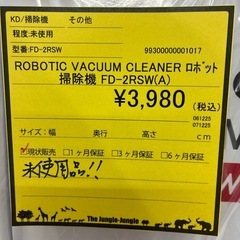 KD/掃除機 その他
程度:未使用
型番:FD-2RSW 99300000001017
ROBOTIC VACUUM CLEANER ﾛﾎﾞｯﾄ
掃除機 FD-2RSW(A)
¥3,980 (税込)
061225
071225
サイズ:幅 奥行 高さ cm
☑現状販売 □1ヶ月保証 □3ヶ月保証 □6ヶ月保証
未使用品!!
The Jungle-Jungle